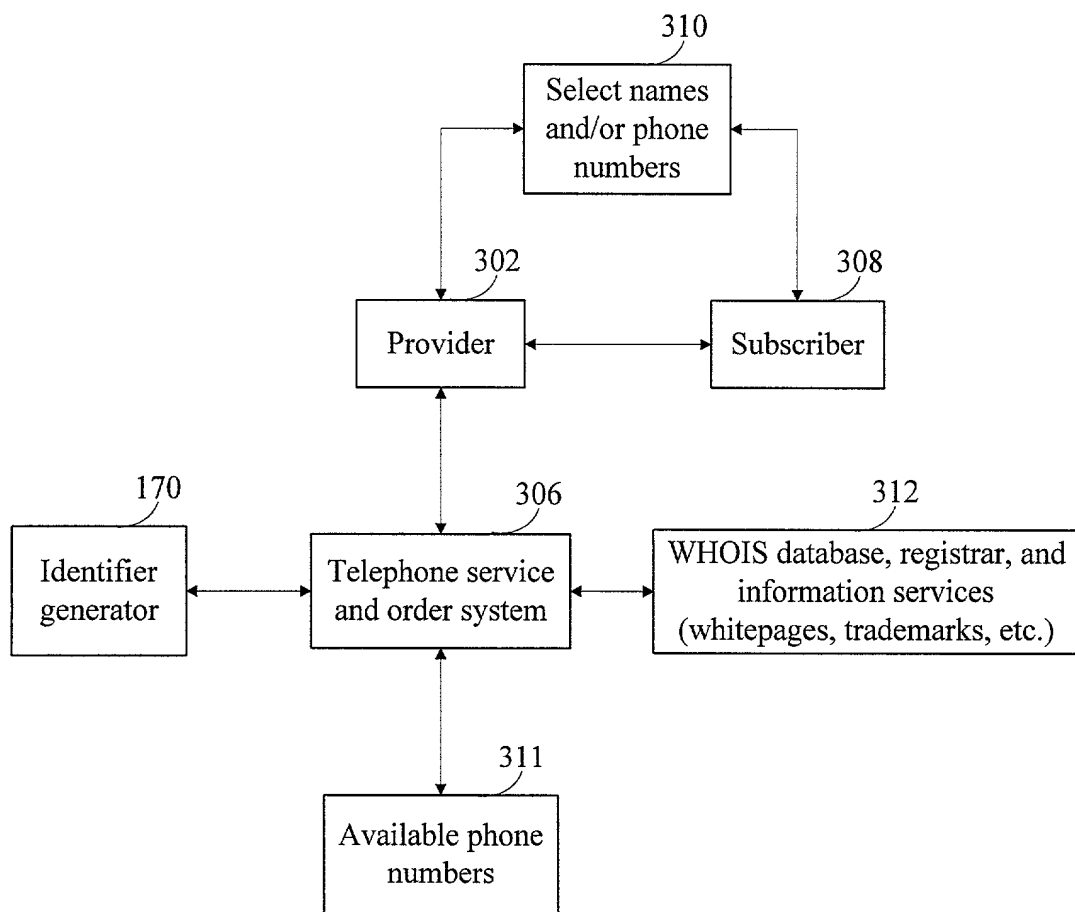 310
Select names
and/or phone
numbers
302
308
Provider
Subscriber
170
306
312
Identifier
generator
Telephone service
and order system
WHOIS database, registrar, and
information services
(whitepages, trademarks, etc.)
311
Available phone
numbers